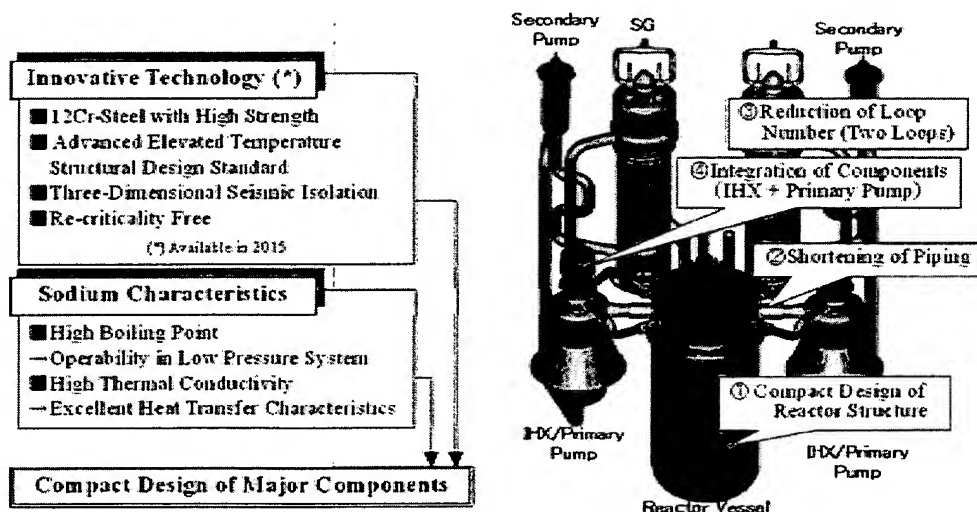 Innovative Technology (*)
■12Cr-Steel with High Strength
■Advanced Elevated Temperature
Structural Design Standard
■Three-Dimensional Seismic Isolation
■Re-criticality Free
(*) Available in 2015
Sodium Characteristics
■High Boiling Point
→Operability in Low Pressure System
■High Thermal Conductivity
→Excellent Heat Transfer Characteristics
Compact Design of Major Components
Secondary
Pump
SG
Secondary
Pump
③Reduction of Loop
Number (Two Loops)
④Integration of Components
(IHX + Primary Pump)
②Shortening of Piping
①Compact Design of
Reactor Structure
IHX/Primary
Pump
IHX/Primary
Pump
Reactor Vessel